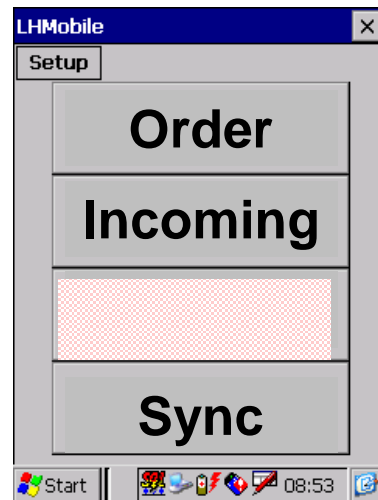 LHMobile
Setup
Order
Incoming
Sync
Start 08:53